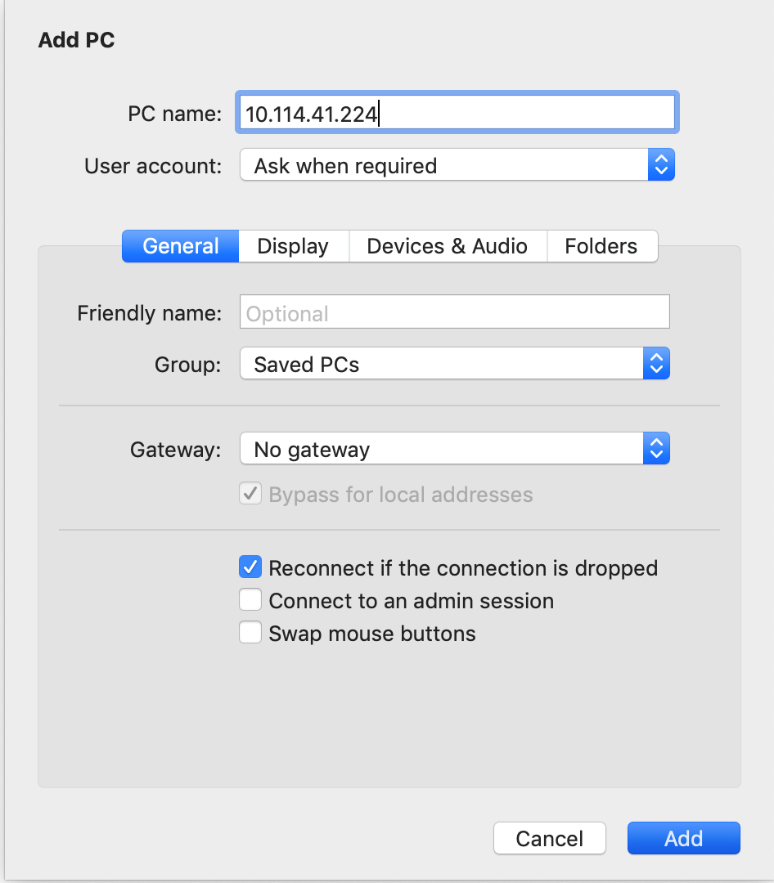 Add PC
PC name: 10.114.41.224
User account: Ask when required
General Display Devices & Audio Folders
Friendly name: Optional
Group: Saved PCs
Gateway: No gateway
Bypass for local addresses
Reconnect if the connection is dropped
Connect to an admin session
Swap mouse buttons
Cancel Add